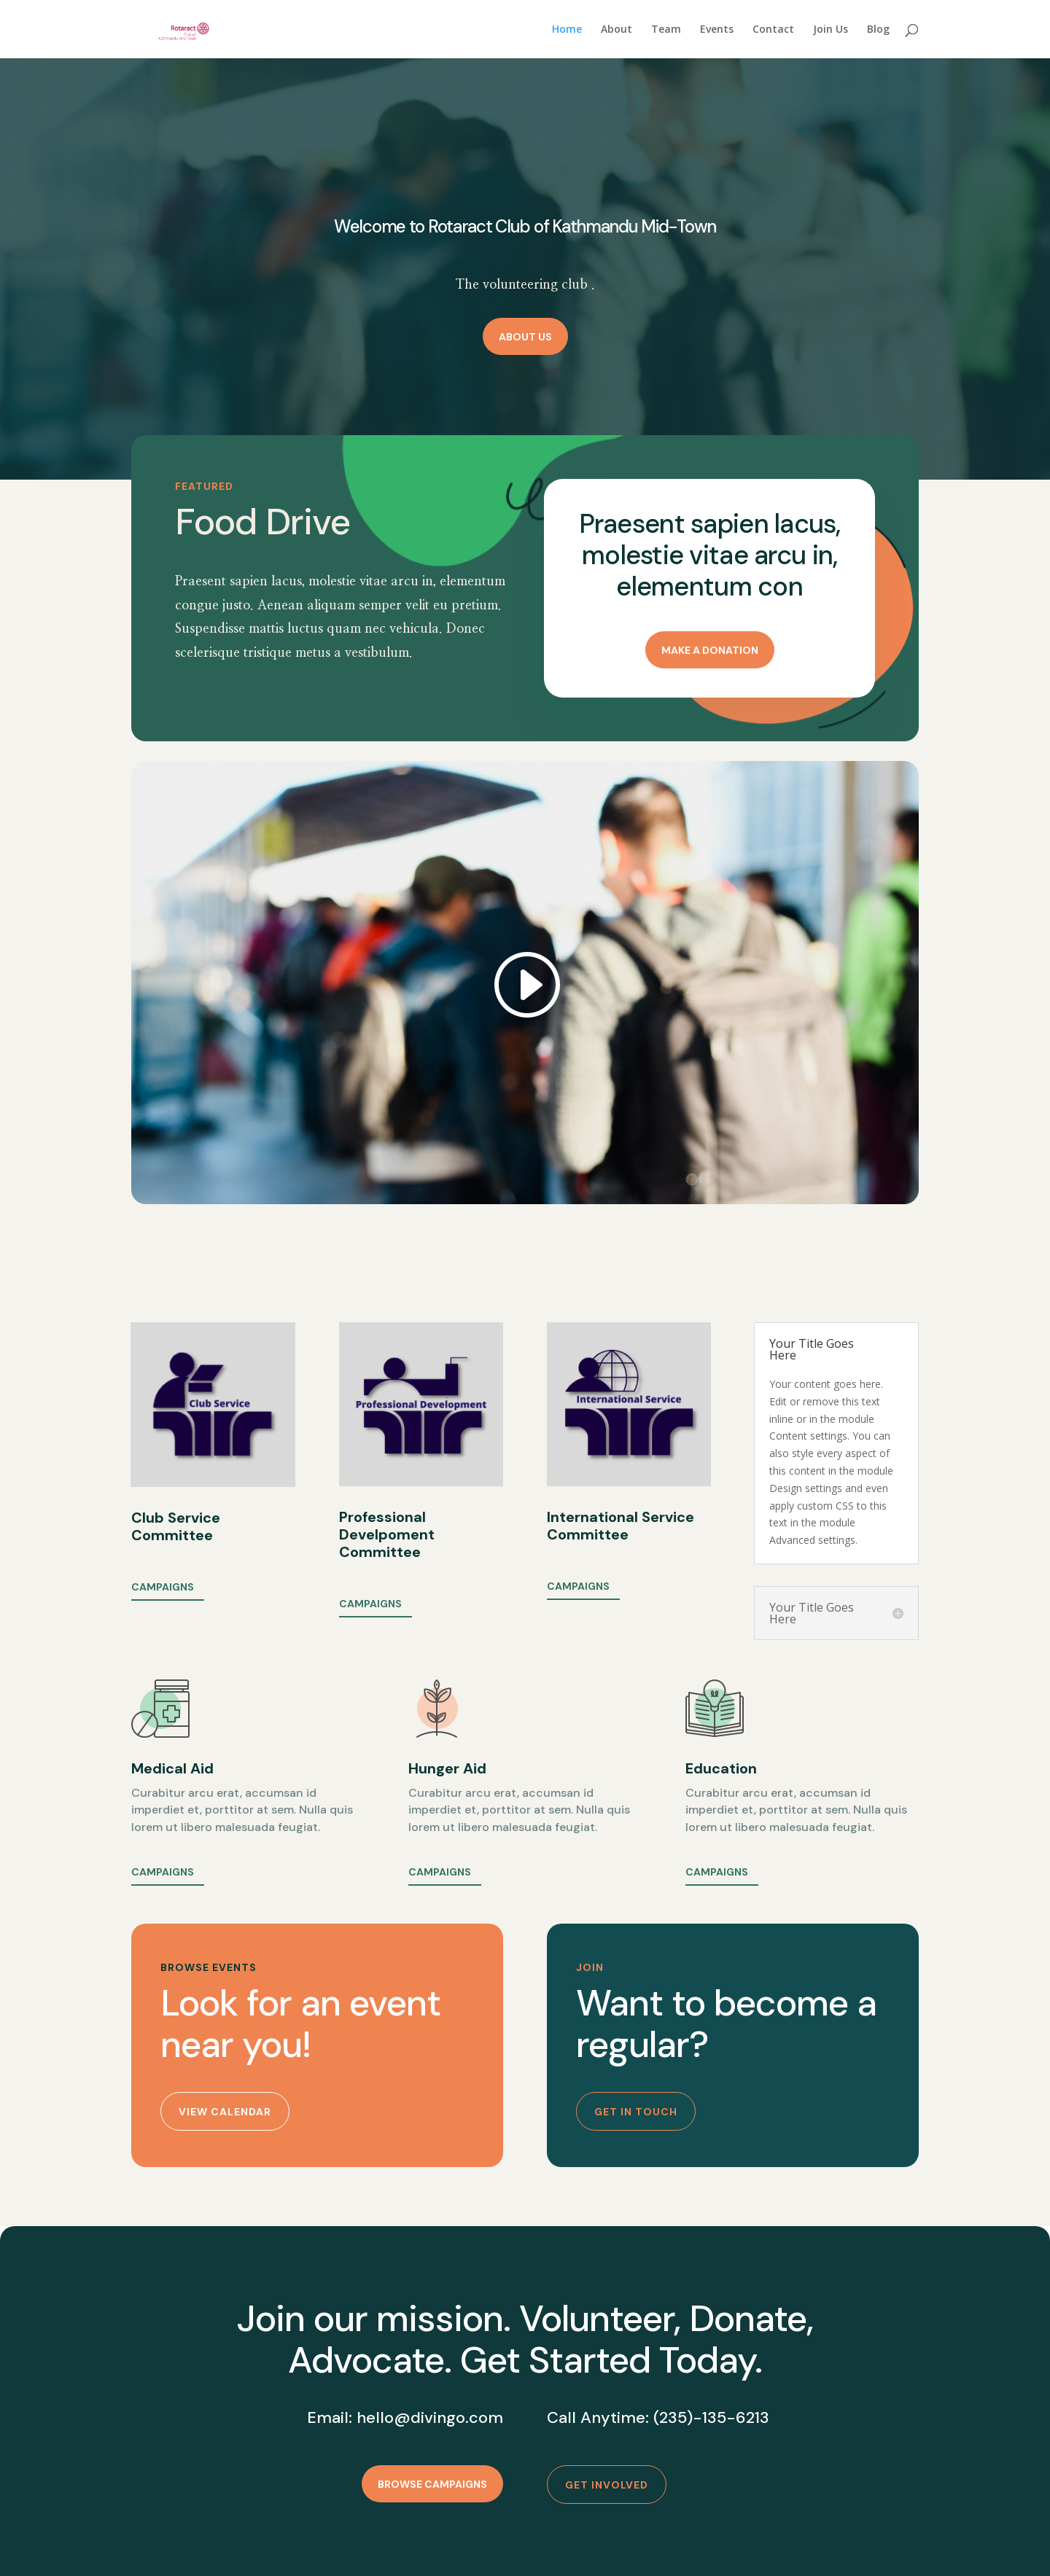 Rotaract
Home
About
Team
Events
Contact
Join Us
Blog
Welcome to Rotaract Club of Kathmandu Mid-Town
The volunteering club .
ABOUT US
FEATURED
Food Drive
Praesent sapien lacus, molestie vitae arcu in, elementum
congue justo. Aenean aliquam semper velit eu pretium.
Suspendisse mattis luctus quam nec vehicula. Donec
scelerisque tristique metus a vestibulum.
Praesent sapien lacus,
molestie vitae arcu in,
elementum con
MAKE A DONATION
Club Service
Club Service
Committee
CAMPAIGNS
Professional Development
Professional
Develpoment
Committee
CAMPAIGNS
International Service
International Service
Committee
CAMPAIGNS
Your Title Goes
Here
Your content goes here.
Edit or remove this text
inline or in the module
Content settings. You can
also style every aspect of
this content in the module
Design settings and even
apply custom CSS to this
text in the module
Advanced settings.
Your Title Goes
Here
Medical Aid
Curabitur arcu erat, accumsan id
imperdiet et, porttitor at sem. Nulla quis
lorem ut libero malesuada feugiat.
CAMPAIGNS
Hunger Aid
Curabitur arcu erat, accumsan id
imperdiet et, porttitor at sem. Nulla quis
lorem ut libero malesuada feugiat.
CAMPAIGNS
Education
Curabitur arcu erat, accumsan id
imperdiet et, porttitor at sem. Nulla quis
lorem ut libero malesuada feugiat.
CAMPAIGNS
BROWSE EVENTS
Look for an event
near you!
VIEW CALENDAR
JOIN
Want to become a
regular?
GET IN TOUCH
Join our mission. Volunteer, Donate,
Advocate. Get Started Today.
Email: hello@divingo.com
Call Anytime: (235)-135-6213
BROWSE CAMPAIGNS
GET INVOLVED